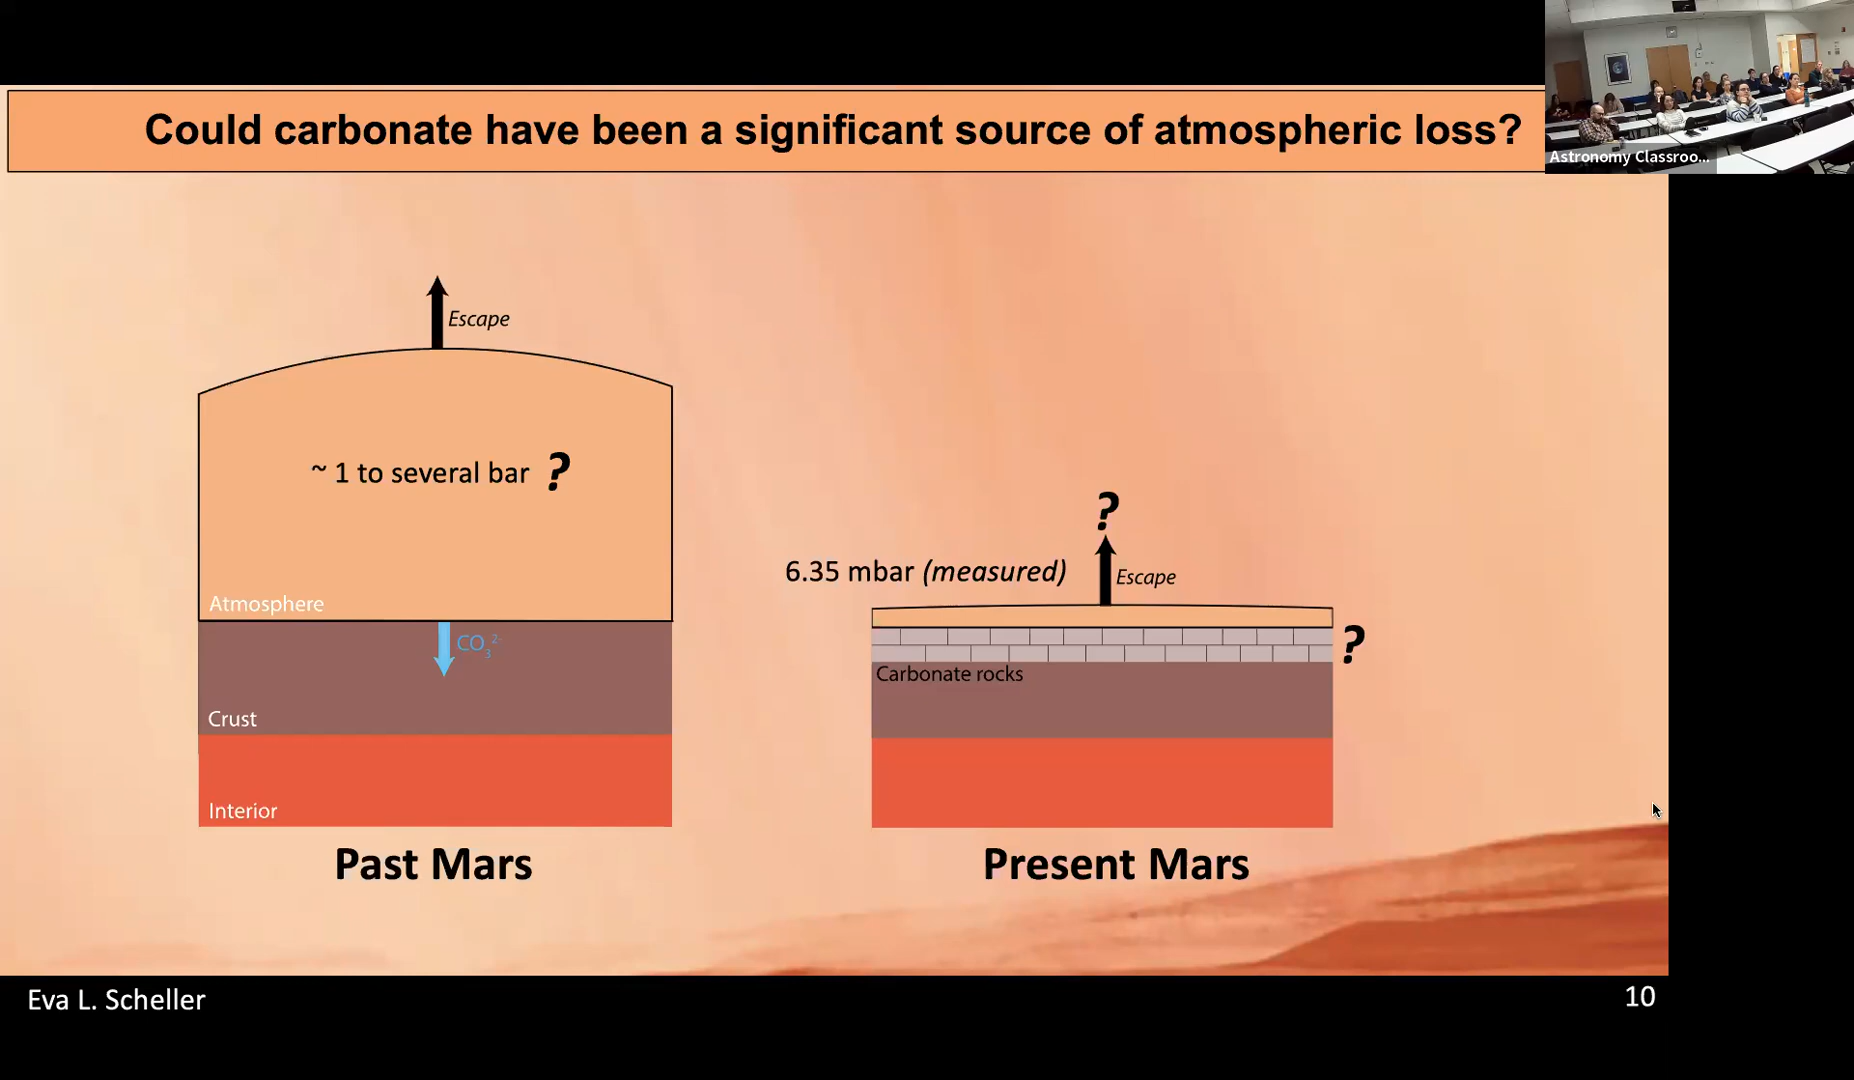 Could carbonate have been a significant source of atmospheric loss?
Astronomy Classroo...
Escape
~ 1 to several bar ?
Atmosphere
CO₃²⁻
Crust
Interior
Past Mars
?
6.35 mbar (measured)
Escape
?
Carbonate rocks
Present Mars
Eva L. Scheller
10